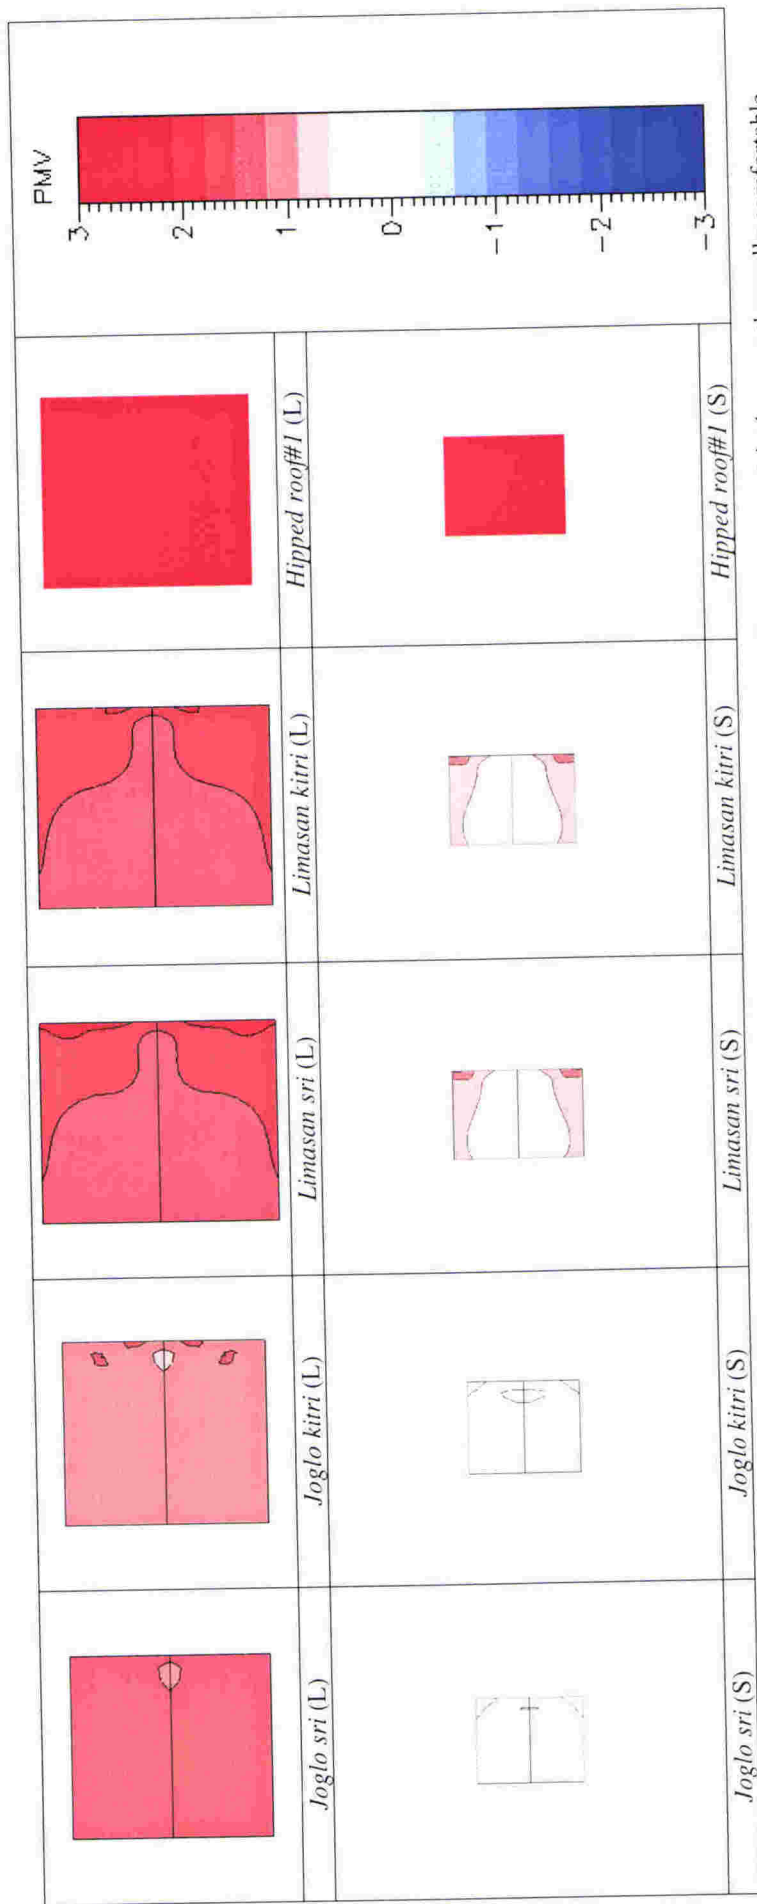 Joglo sri (L)
Joglo kitri (L)
Limasan sri (L)
Limasan kitri (L)
Hipped roof#1 (L)
Joglo sri (S)
Joglo kitri (S)
Limasan sri (S)
Limasan kitri (S)
Hipped roof#1 (S)
PMV
3
2
1
0
-1
-2
-3